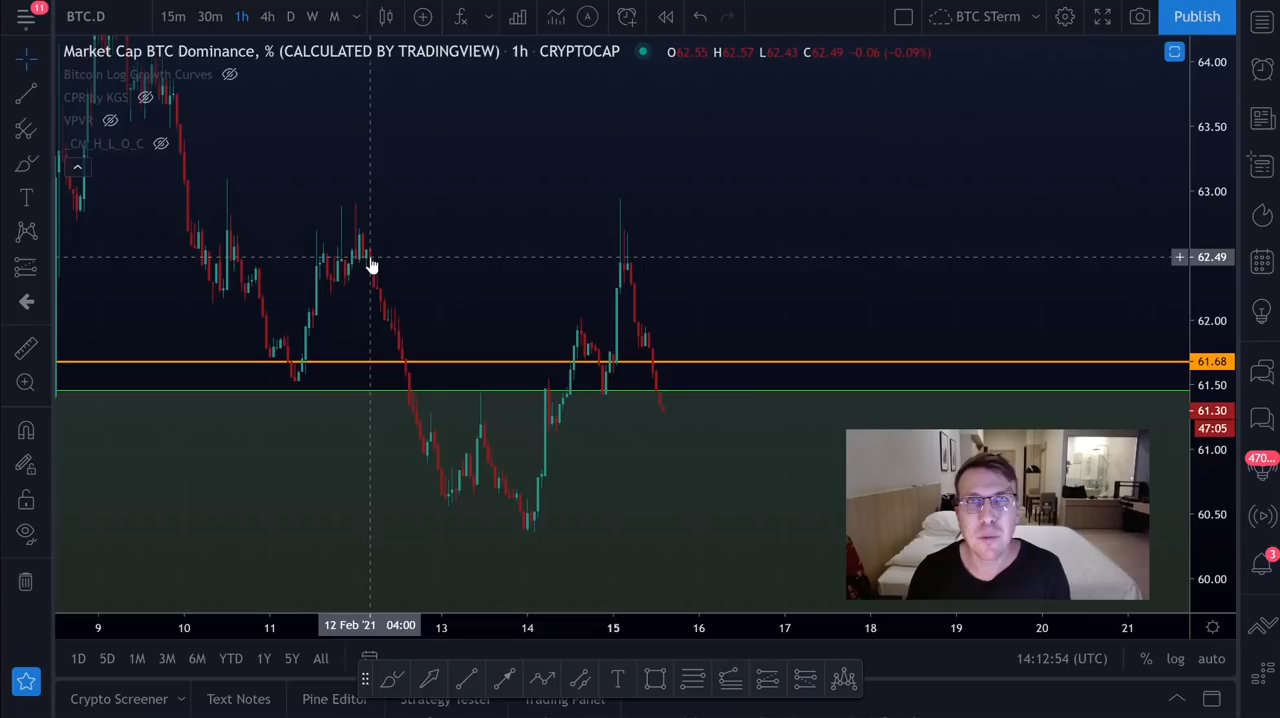 11
BTC.D 15m 30m 1h 4h D W M BTC STerm Publish
Market Cap BTC Dominance, % (CALCULATED BY TRADINGVIEW) · 1h · CRYPTOCAP O62.55 H62.57 L62.43 C62.49 −0.06 (−0.09%)
Bitcoin Log Growth Curves
CPR by KGS
VPVR
_CM_H_L_O_C
64.00
63.50
63.00
62.49
62.00
61.68
61.50
61.30
47:05
61.00
60.50
60.00
470...
3
9 10 11 12 Feb '21 04:00 13 14 15 16 17 18 19 20 21
1D 5D 1M 3M 6M YTD 1Y 5Y All 14:12:54 (UTC) % log auto
Crypto Screener Text Notes Pine Editor Strategy Tester Trading Panel